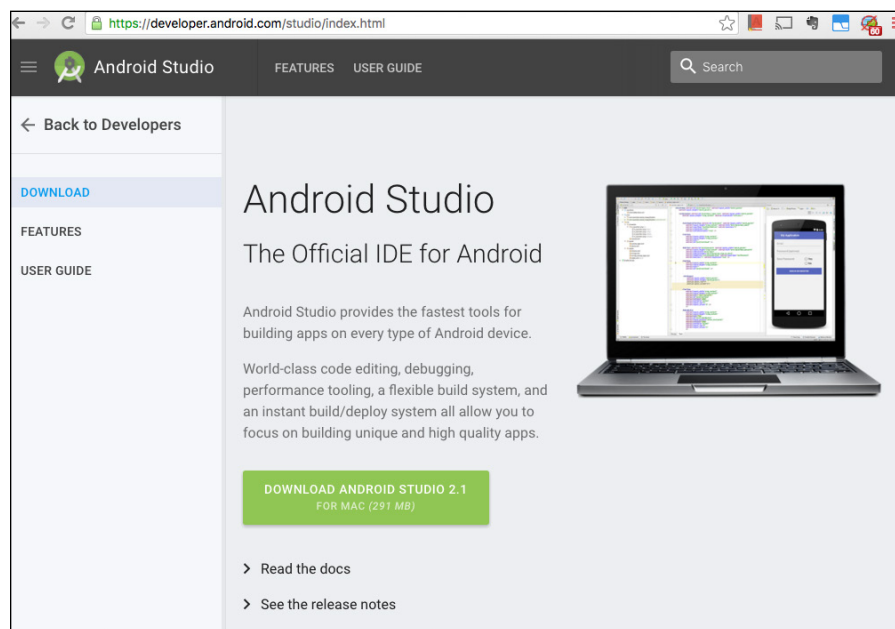 https://developer.android.com/studio/index.html
80
Android Studio
FEATURES
USER GUIDE
Search
Back to Developers
DOWNLOAD
FEATURES
USER GUIDE
Android Studio
The Official IDE for Android
Android Studio provides the fastest tools for
building apps on every type of Android device.
World-class code editing, debugging,
performance tooling, a flexible build system, and
an instant build/deploy system all allow you to
focus on building unique and high quality apps.
DOWNLOAD ANDROID STUDIO 2.1
FOR MAC (291 MB)
Read the docs
See the release notes